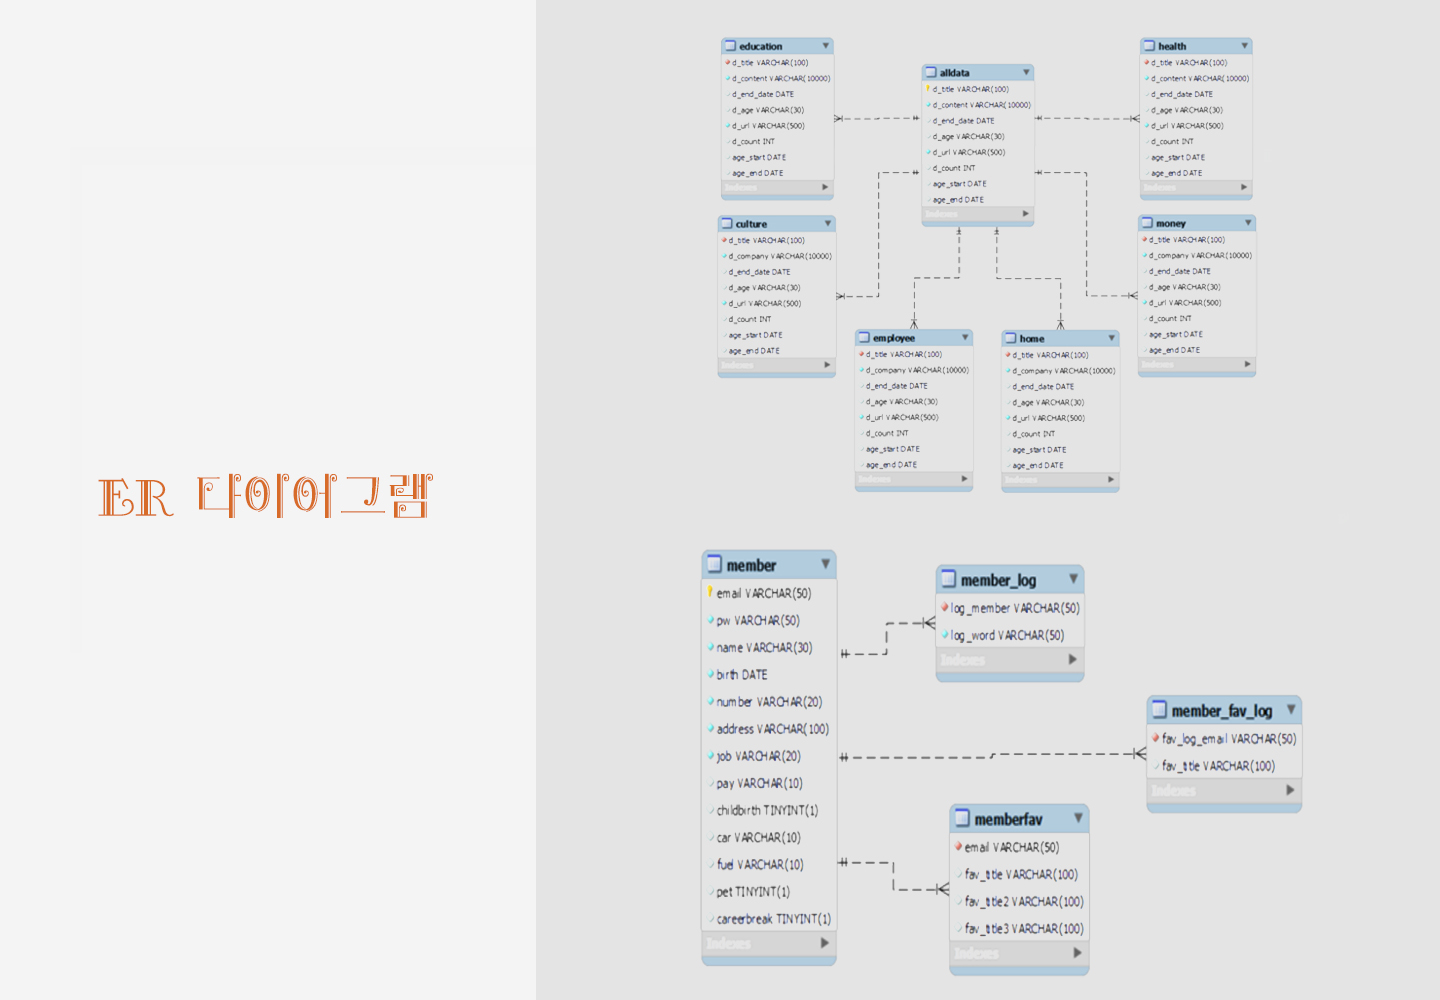 ER 다이어그램
education
d_title VARCHAR(100)
d_content VARCHAR(10000)
d_end_date DATE
d_age VARCHAR(30)
d_url VARCHAR(500)
d_count INT
age_start DATE
age_end DATE
Indexes
alldata
d_title VARCHAR(100)
d_content VARCHAR(10000)
d_end_date DATE
d_age VARCHAR(30)
d_url VARCHAR(500)
d_count INT
age_start DATE
age_end DATE
Indexes
health
d_title VARCHAR(100)
d_content VARCHAR(10000)
d_end_date DATE
d_age VARCHAR(30)
d_url VARCHAR(500)
d_count INT
age_start DATE
age_end DATE
Indexes
culture
d_title VARCHAR(100)
d_company VARCHAR(10000)
d_end_date DATE
d_age VARCHAR(30)
d_url VARCHAR(500)
d_count INT
age_start DATE
age_end DATE
Indexes
money
d_title VARCHAR(100)
d_company VARCHAR(10000)
d_end_date DATE
d_age VARCHAR(30)
d_url VARCHAR(500)
d_count INT
age_start DATE
age_end DATE
Indexes
employee
d_title VARCHAR(100)
d_company VARCHAR(10000)
d_end_date DATE
d_age VARCHAR(30)
d_url VARCHAR(500)
d_count INT
age_start DATE
age_end DATE
Indexes
home
d_title VARCHAR(100)
d_company VARCHAR(10000)
d_end_date DATE
d_age VARCHAR(30)
d_url VARCHAR(500)
d_count INT
age_start DATE
age_end DATE
Indexes
member
email VARCHAR(50)
pw VARCHAR(50)
name VARCHAR(30)
birth DATE
number VARCHAR(20)
address VARCHAR(100)
job VARCHAR(20)
pay VARCHAR(10)
childbirth TINYINT(1)
car VARCHAR(10)
fuel VARCHAR(10)
pet TINYINT(1)
careerbreak TINYINT(1)
Indexes
member_log
log_member VARCHAR(50)
log_word VARCHAR(50)
Indexes
member_fav_log
fav_log_email VARCHAR(50)
fav_title VARCHAR(100)
Indexes
memberfav
email VARCHAR(50)
fav_title VARCHAR(100)
fav_title2 VARCHAR(100)
fav_title3 VARCHAR(100)
Indexes